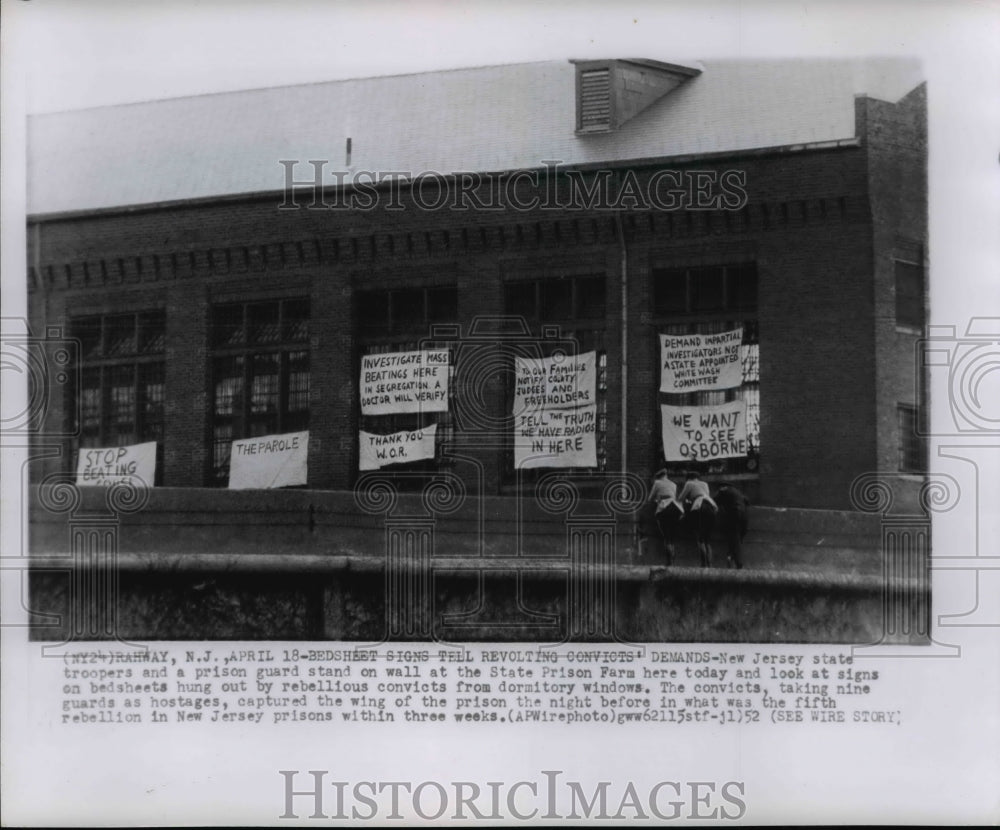 STOP
BEATING
THE PAROLE
INVESTIGATE MASS
BEATINGS HERE
IN SEGREGATION. A
DOCTOR WILL VERIFY
THANK YOU
W.O.R.
TO OUR FAMILIES
NOTIFY COUNTY
JUDGES AND
FREEHOLDERS
TELL THE TRUTH
WE HAVE RADIOS
IN HERE
DEMAND IMPARTIAL
INVESTIGATORS NOT
A STATE APPOINTED
WHITE WASH
COMMITTEE
WE WANT
TO SEE
OSBORNE
HISTORICIMAGES
(NY24)RAHWAY, N.J.,APRIL 18-BEDSHEET SIGNS TELL REVOLTING CONVICTS' DEMANDS-New Jersey state
troopers and a prison guard stand on wall at the State Prison Farm here today and look at signs
on bedsheets hung out by rebellious convicts from dormitory windows. The convicts, taking nine
guards as hostages, captured the wing of the prison the night before in what was the fifth
rebellion in New Jersey prisons within three weeks.(APWirephoto)gww62115stf-jl)52 (SEE WIRE STORY)
HISTORICIMAGES